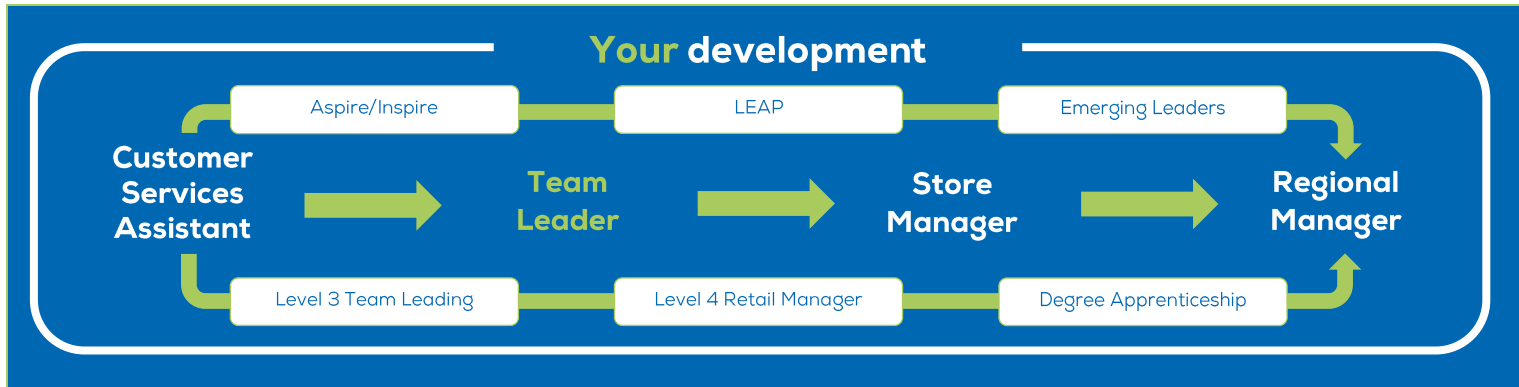 Your development
Aspire/Inspire
LEAP
Emerging Leaders
Customer
Services
Assistant
Team
Leader
Store
Manager
Regional
Manager
Level 3 Team Leading
Level 4 Retail Manager
Degree Apprenticeship